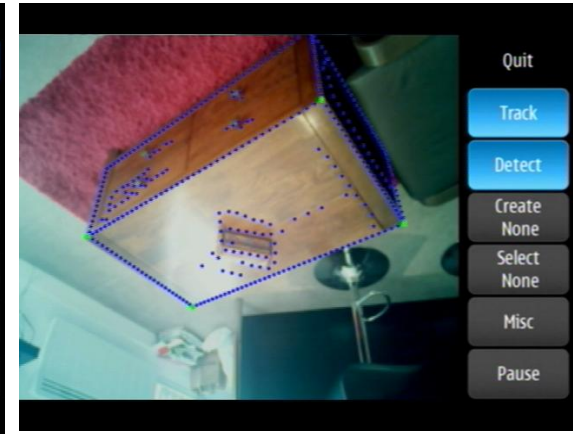 Quit
Track
Detect
Create
None
Select
None
Misc
Pause